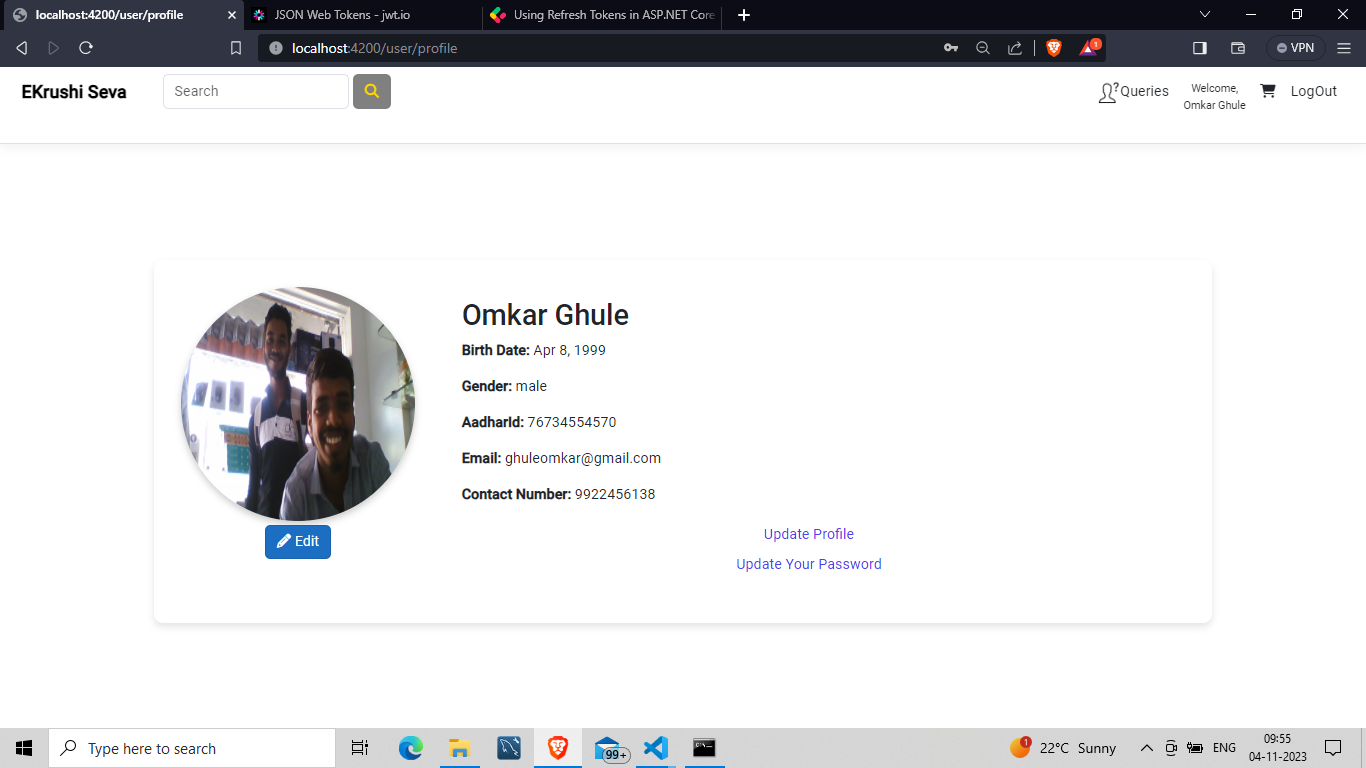 localhost:4200/user/profile
JSON Web Tokens - jwt.io
Using Refresh Tokens in ASP.NET Core
localhost:4200/user/profile
1
VPN
EKrushi Seva
Search
Queries
Welcome,
Omkar Ghule
LogOut
Omkar Ghule
Birth Date: Apr 8, 1999
Gender: male
AadharId: 76734554570
Email: ghuleomkar@gmail.com
Contact Number: 9922456138
Edit
Update Profile
Update Your Password
Type here to search
99+
1
22°C Sunny
ENG
09:55
04-11-2023